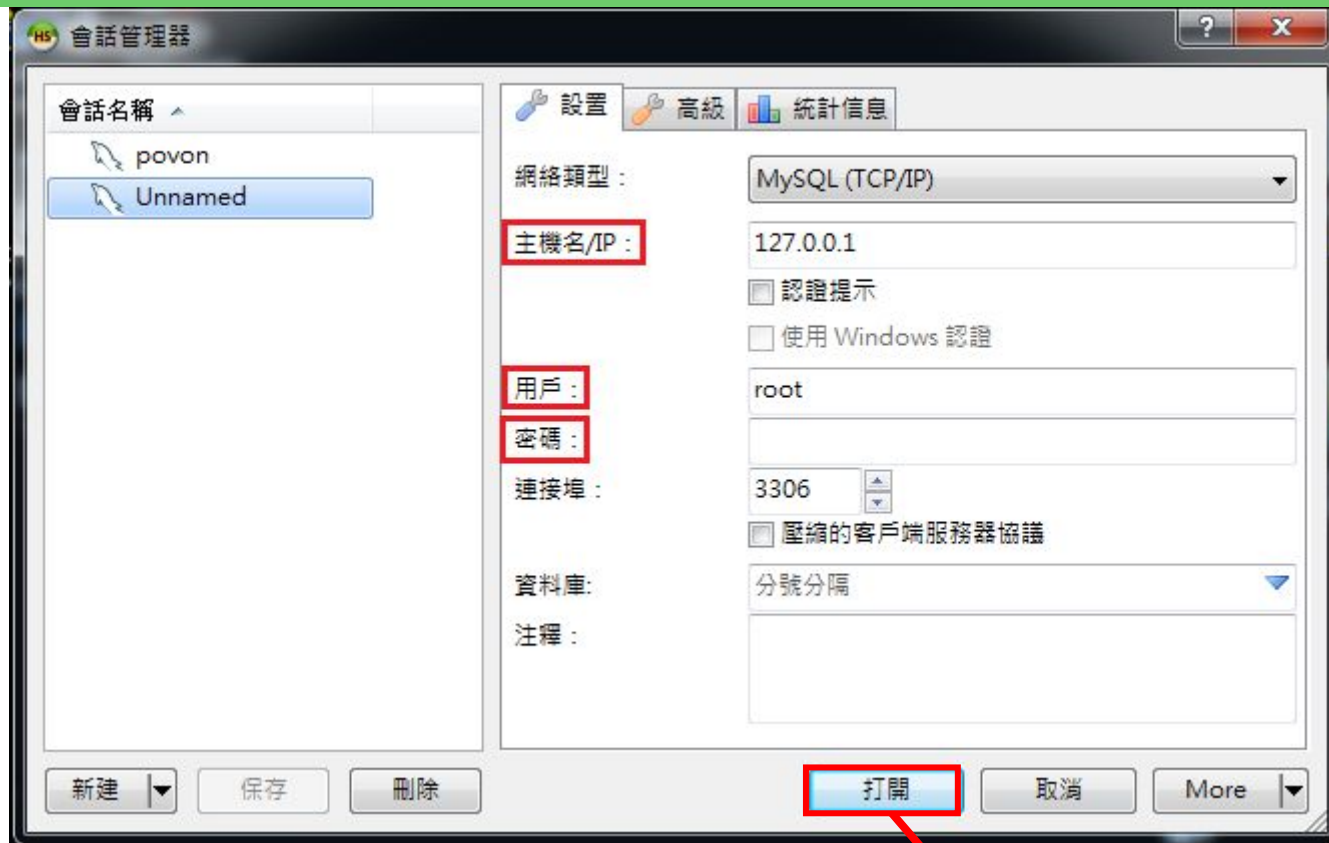 HS 會話管理器
會話名稱
povon
Unnamed
設置 高級 統計信息
網絡類型： MySQL (TCP/IP)
主機名/IP： 127.0.0.1
認證提示
使用 Windows 認證
用戶： root
密碼：
連接埠： 3306
壓縮的客戶端服務器協議
資料庫: 分號分隔
注釋：
新建 保存 刪除 打開 取消 More